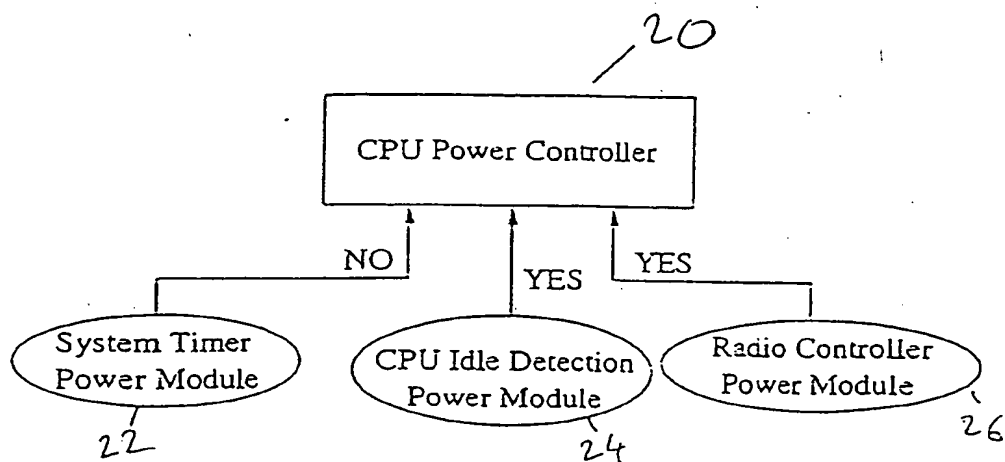 20
CPU Power Controller
NO
YES
YES
System Timer
Power Module
CPU Idle Detection
Power Module
Radio Controller
Power Module
22
24
26